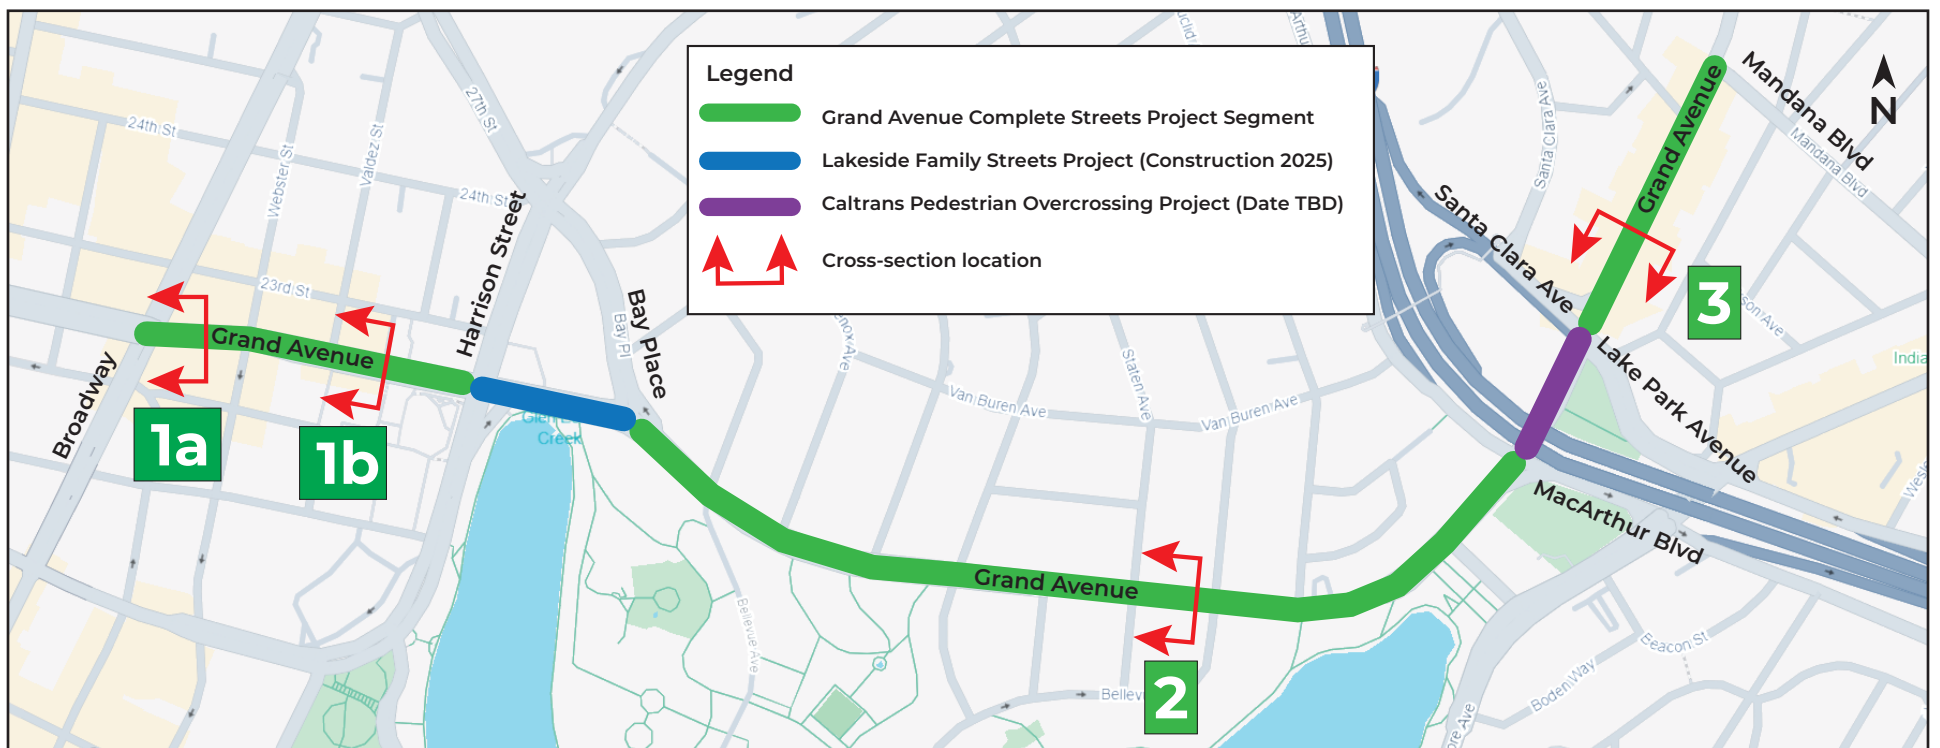 Legend
Grand Avenue Complete Streets Project Segment
Lakeside Family Streets Project (Construction 2025)
Caltrans Pedestrian Overcrossing Project (Date TBD)
Cross-section location
N
Mandana Blvd
Mandana Blvd
Grand Avenue
Santa Clara Ave
Santa Clara Ave
3
Lake Park Avenue
MacArthur Blvd
27th St
24th St
24th St
Valdez St
Webster St
23rd St
Harrison Street
Bay Place
Bay Pl
Grand Avenue
Broadway
1a
1b
Creek
Van Buren Ave
Van Buren Ave
Staten Ave
Grand Avenue
Bellevue Ave
2
Beacon St
Boden Way